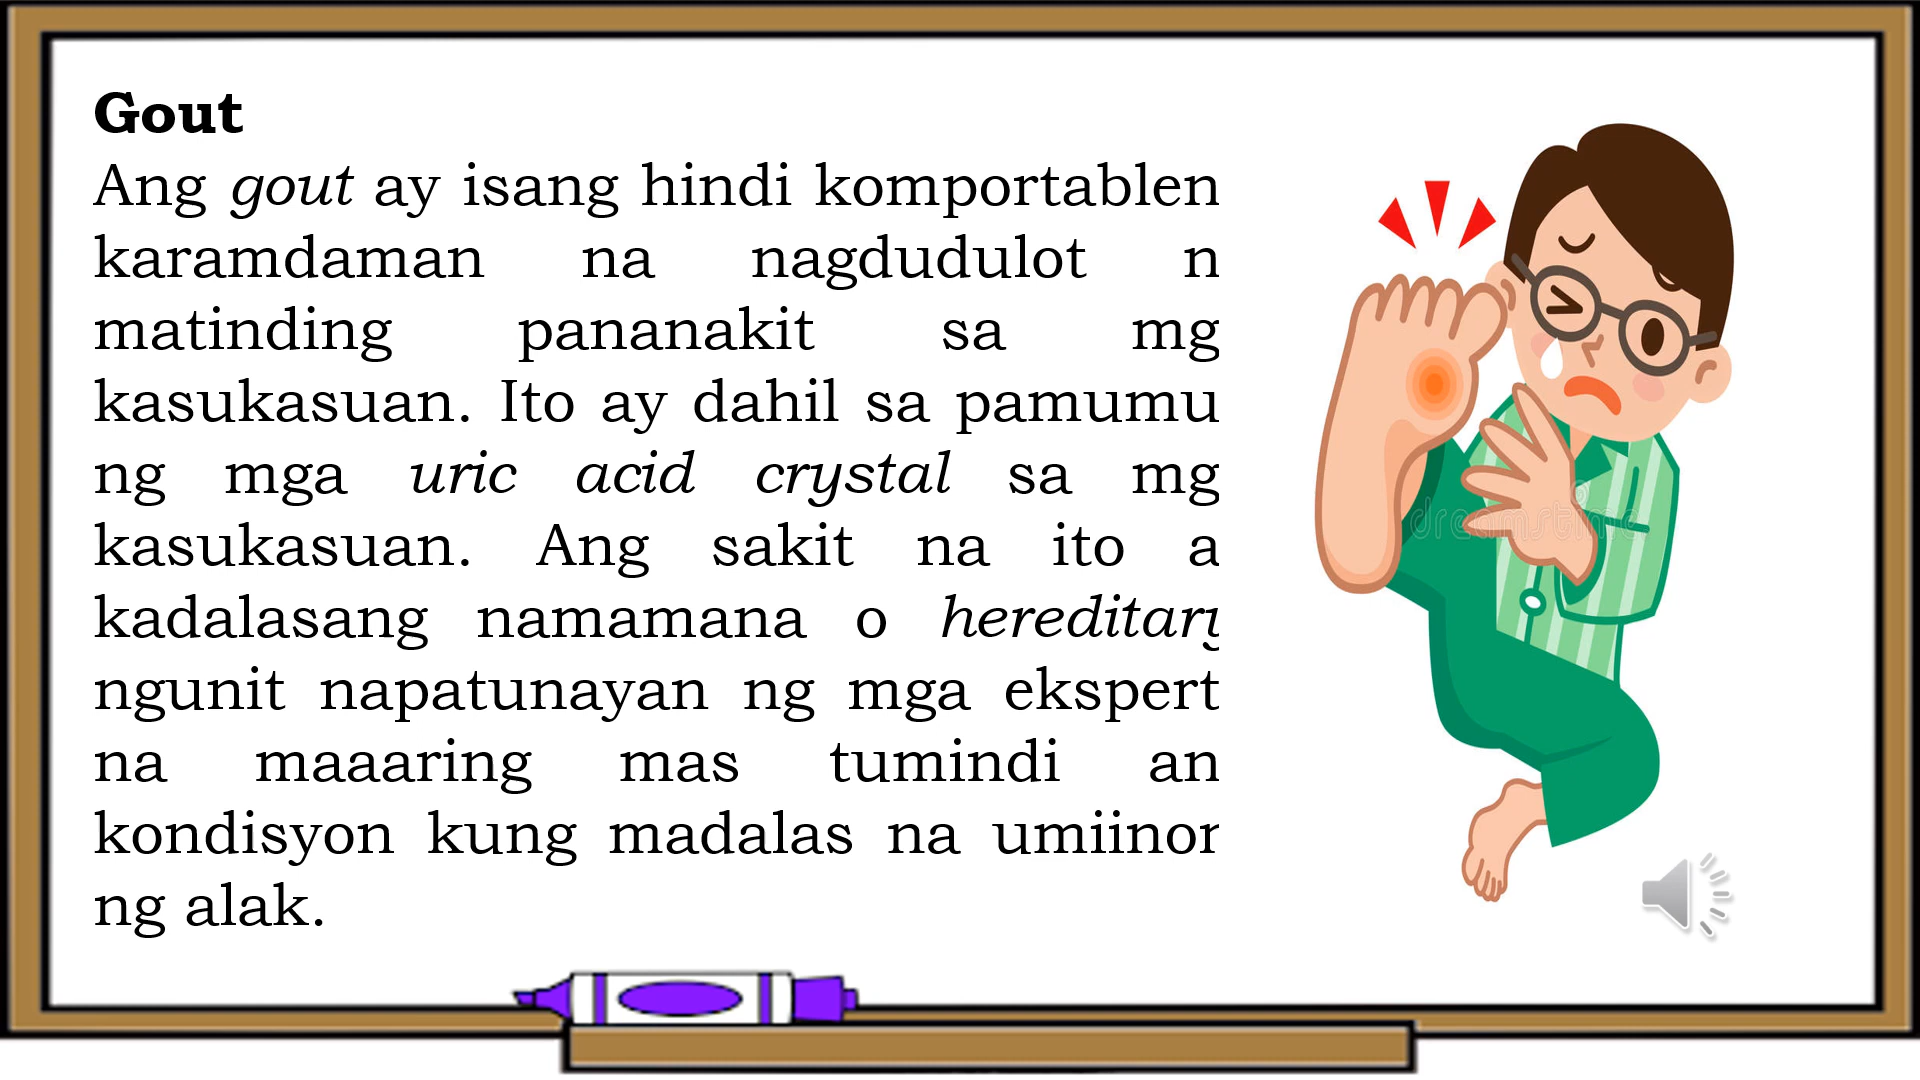 Gout
Ang gout ay isang hindi komportablen
karamdaman na nagdudulot n
matinding pananakit sa mg
kasukasuan. Ito ay dahil sa pamumu
ng mga uric acid crystal sa mg
kasukasuan. Ang sakit na ito a
kadalasang namamana o hereditary
ngunit napatunayan ng mga ekspert
na maaaring mas tumindi an
kondisyon kung madalas na umiinor
ng alak.
dreamstime